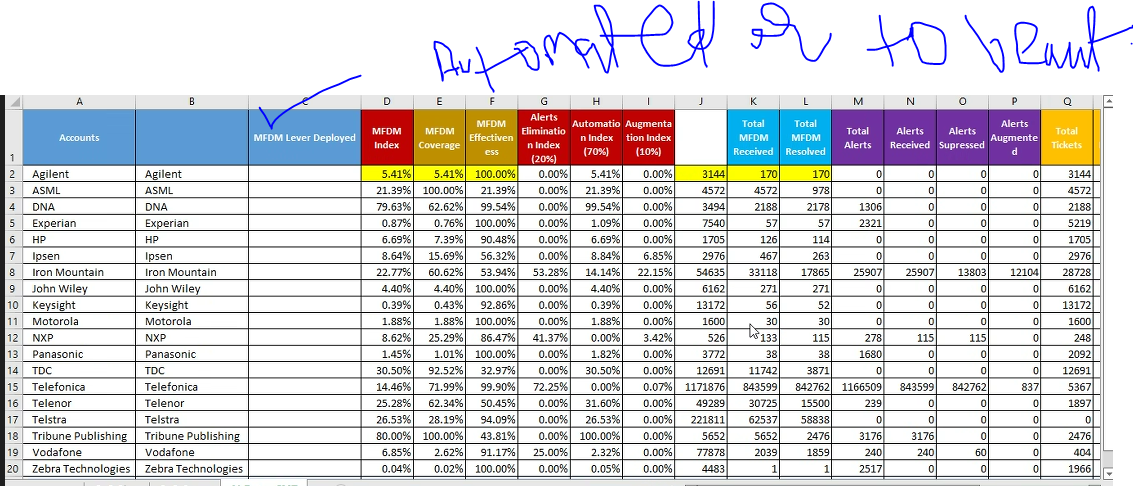 Automated
A B C D E F G H I J K L M N O P Q
1 Accounts MFDM Lever Deployed MFDM Index MFDM Coverage MFDM Effectiveness Alerts Elimination Index (20%) Automatio Index (70%) Augmentation Index (10%) Total MFDM Received Total MFDM Resolved Total Alerts Alerts Received Alerts Supressed Alerts Augmented Total Tickets
2 Agilent Agilent 5.41% 5.41% 100.00% 0.00% 5.41% 0.00% 3144 170 170 0 0 0 0 3144
3 ASML ASML 21.39% 100.00% 21.39% 0.00% 21.39% 0.00% 4572 4572 978 0 0 0 0 4572
4 DNA DNA 79.63% 62.62% 99.54% 0.00% 99.54% 0.00% 3494 2188 2178 1306 0 0 0 2188
5 Experian Experian 0.87% 0.76% 100.00% 0.00% 1.09% 0.00% 7540 57 57 2321 0 0 0 5219
6 HP HP 6.69% 7.39% 90.48% 0.00% 6.69% 0.00% 1705 126 114 0 0 0 0 1705
7 Ipsen Ipsen 8.64% 15.69% 56.32% 0.00% 8.84% 6.85% 2976 467 263 0 0 0 0 2976
8 Iron Mountain Iron Mountain 22.77% 60.62% 53.94% 53.28% 14.14% 22.15% 54635 33118 17865 25907 25907 13803 12104 28728
9 John Wiley John Wiley 4.40% 4.40% 100.00% 0.00% 4.40% 0.00% 6162 271 271 0 0 0 0 6162
10 Keysight Keysight 0.39% 0.43% 92.86% 0.00% 0.39% 0.00% 13172 56 52 0 0 0 0 13172
11 Motorola Motorola 1.88% 1.88% 100.00% 0.00% 1.88% 0.00% 1600 30 30 0 0 0 0 1600
12 NXP NXP 8.62% 25.29% 86.47% 41.37% 0.00% 3.42% 526 133 115 278 115 115 0 248
13 Panasonic Panasonic 1.45% 1.01% 100.00% 0.00% 1.82% 0.00% 3772 38 38 1680 0 0 0 2092
14 TDC TDC 30.50% 92.52% 32.97% 0.00% 30.50% 0.00% 12691 11742 3871 0 0 0 0 12691
15 Telefonica Telefonica 14.46% 71.99% 99.90% 72.25% 0.00% 0.07% 1171876 843599 842762 1166509 843599 842762 837 5367
16 Telenor Telenor 25.28% 62.34% 50.45% 0.00% 31.60% 0.00% 49289 30725 15500 239 0 0 0 1897
17 Telstra Telstra 26.53% 28.19% 94.09% 0.00% 26.53% 0.00% 221811 62537 58838 0 0 0 0 0
18 Tribune Publishing Tribune Publishing 80.00% 100.00% 43.81% 0.00% 100.00% 0.00% 5652 5652 2476 3176 3176 0 0 2476
19 Vodafone Vodafone 6.85% 2.62% 91.17% 25.00% 2.32% 0.00% 77878 2039 1859 240 240 60 0 404
20 Zebra Technologies Zebra Technologies 0.04% 0.02% 100.00% 0.00% 0.05% 0.00% 4483 1 1 2517 0 0 0 1966